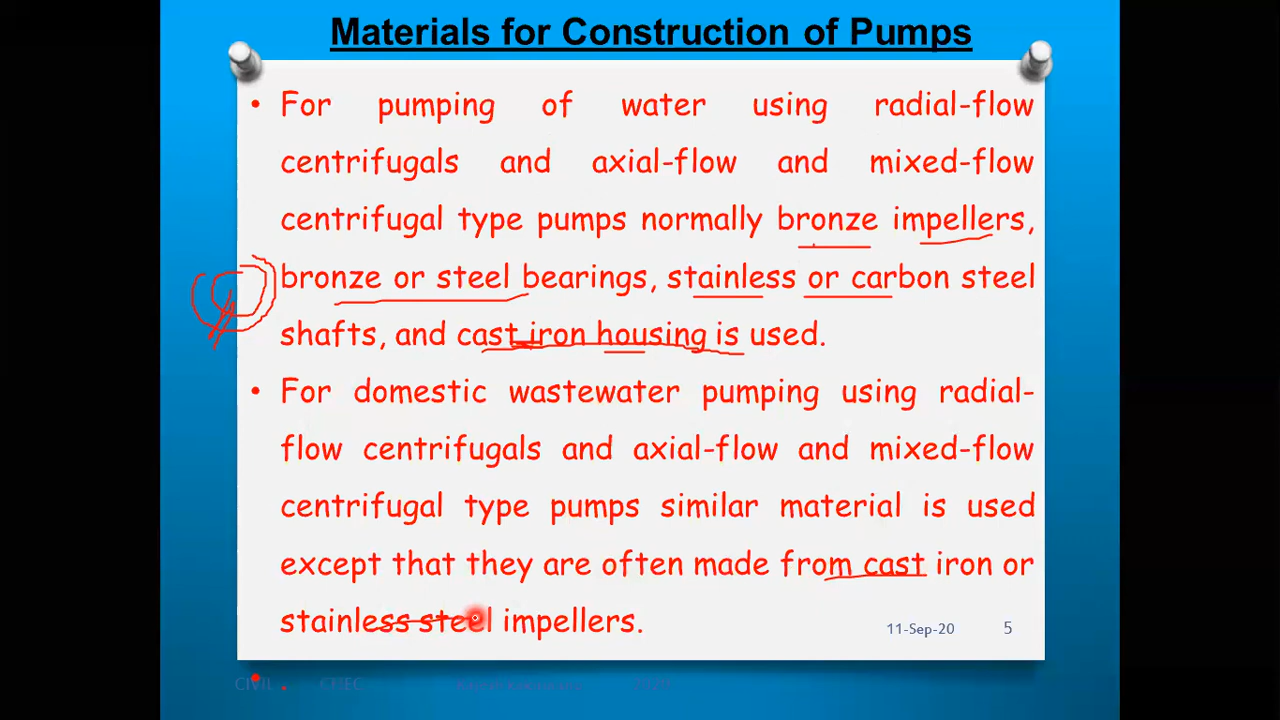 Materials for Construction of Pumps
• For pumping of water using radial-flow
centrifugals and axial-flow and mixed-flow
centrifugal type pumps normally bronze impellers,
bronze or steel bearings, stainless or carbon steel
shafts, and cast iron housing is used.
• For domestic wastewater pumping using radial-
flow centrifugals and axial-flow and mixed-flow
centrifugal type pumps similar material is used
except that they are often made from cast iron or
stainless steel impellers.
11-Sep-20 5
CIVIL